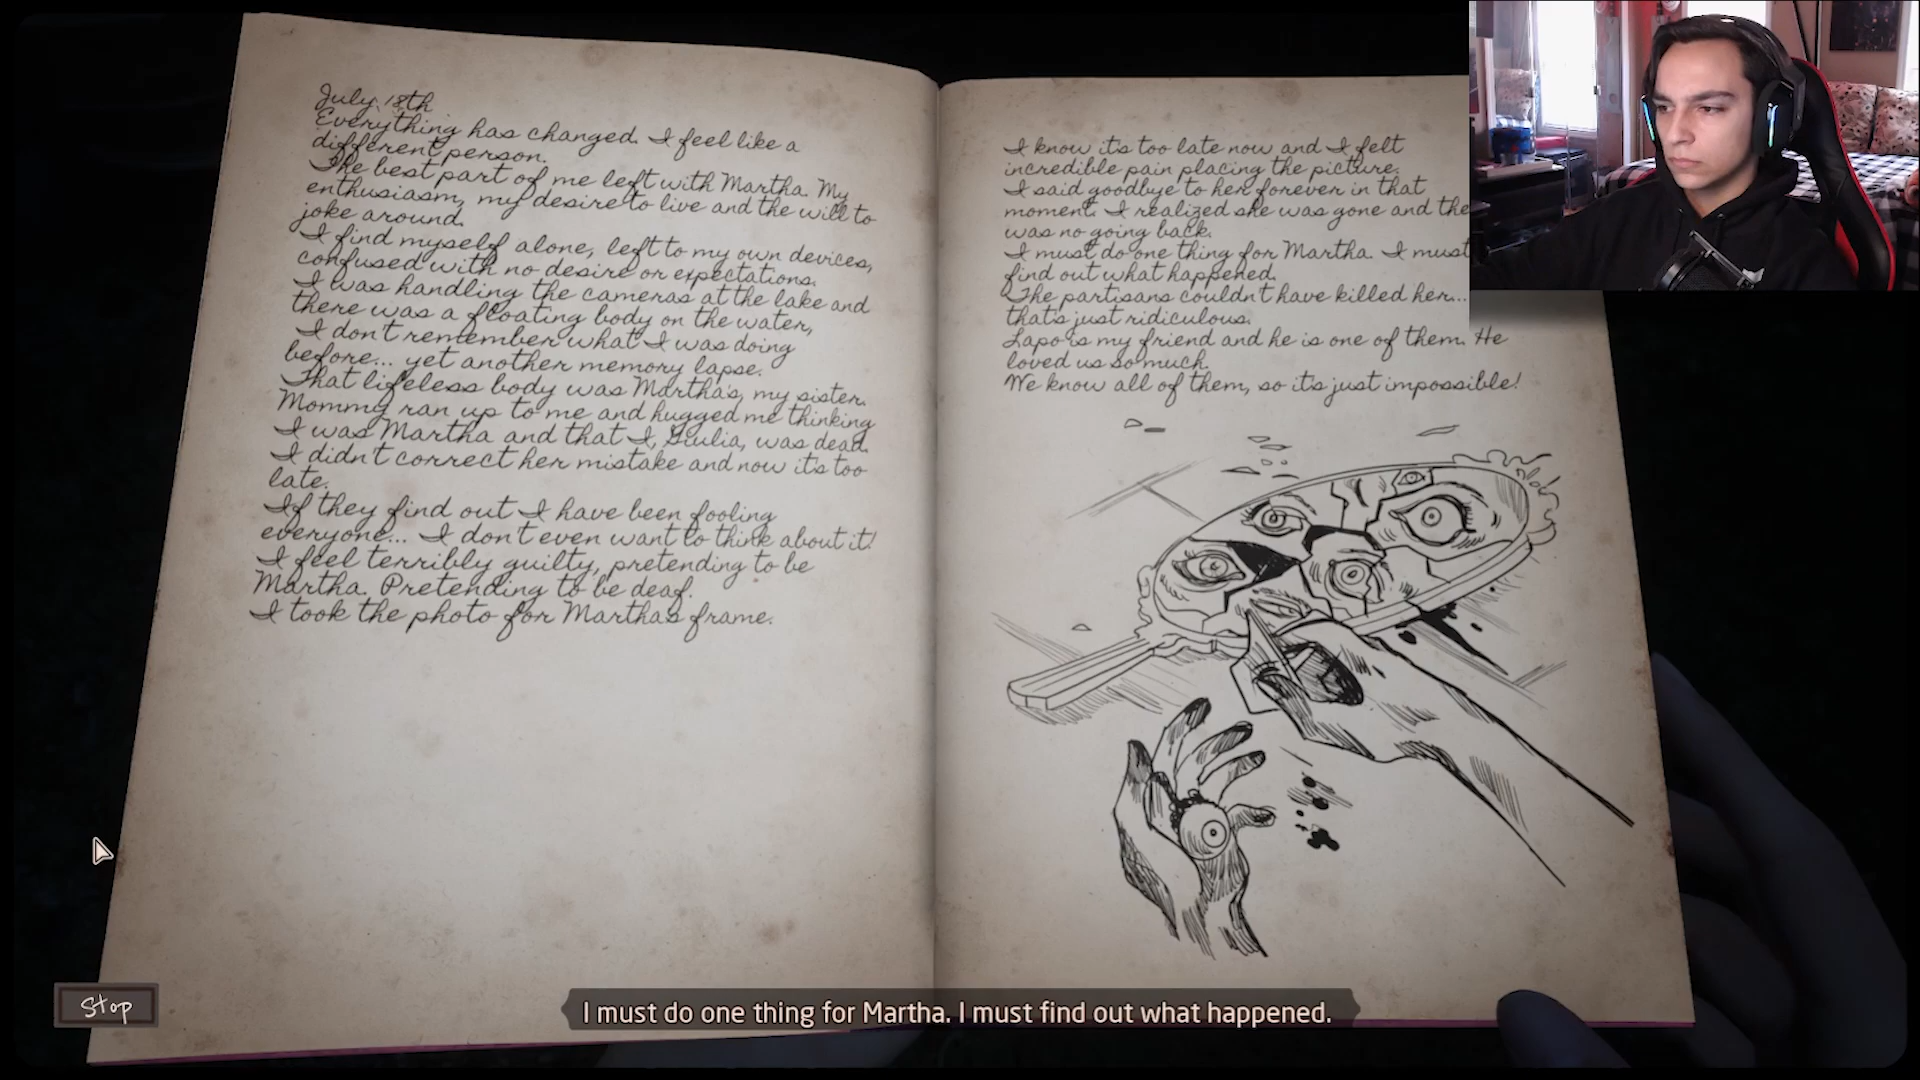 July, 18th
Everything has changed. I feel like a
different person.
The best part of me left with Martha. My
enthusiasm, my desire to live and the will to
joke around.
I find myself alone, left to my own devices,
confused with no desire or expectations.
I was handling the cameras at the lake and
there was a floating body on the water,
I don't remember what I was doing
before... yet another memory lapse.
That lifeless body was Martha's, my sister.
Mommy ran up to me and hugged me thinking
I was Martha and that I, Giulia, was dead.
I didn't correct her mistake and now it's too
late.
If they find out I have been fooling
everyone... I don't even want to think about it!
I feel terribly guilty, pretending to be
Martha. Pretending to be deaf.
I took the photo for Martha's frame.
I know it's too late now and I felt
incredible pain placing the picture.
I said goodbye to her forever in that
moment. I realized she was gone and the
was no going back.
I must do one thing for Martha. I must
find out what happened.
The partisans couldn't have killed her...
that's just ridiculous.
Lapo is my friend and he is one of them. He
loved us so much.
We know all of them, so it's just impossible!
Stop
I must do one thing for Martha. I must find out what happened.